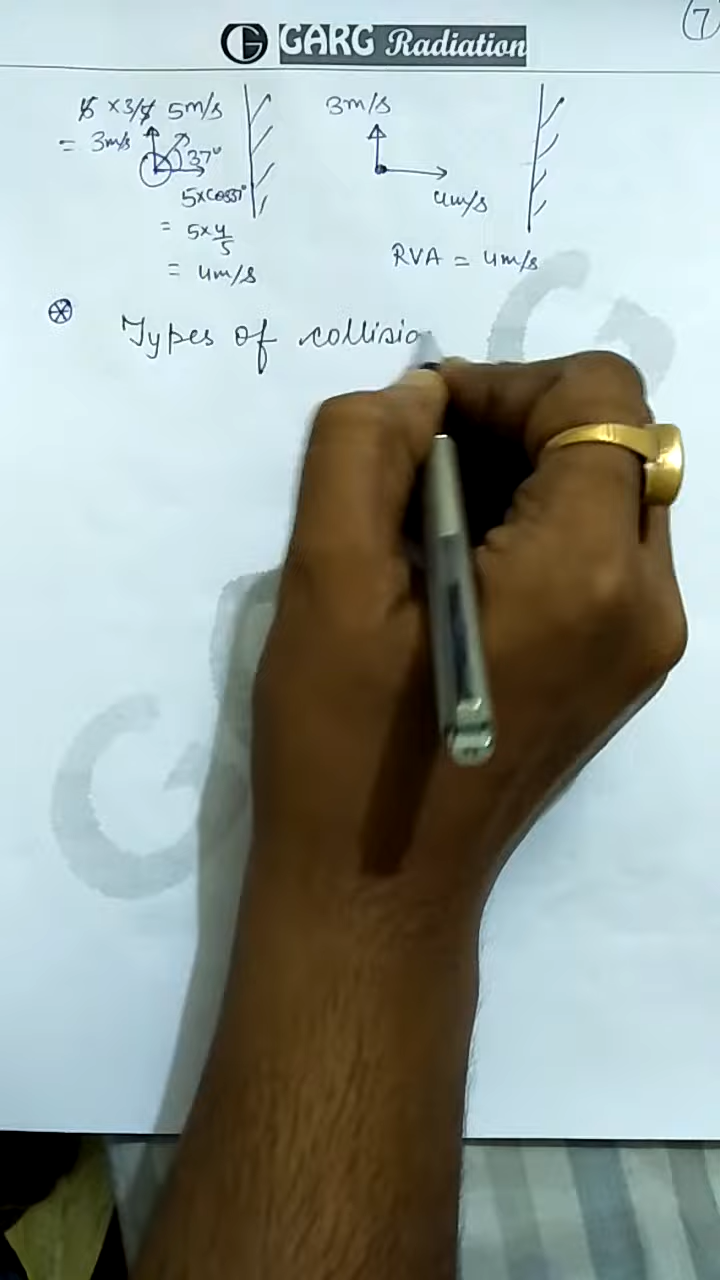 7
GARG Radiation
5 × 3/5 5m/s
= 3m/s 37°
5×cos37°
= 5×4/5
= 4m/s
3m/s
4m/s
RVA = 4m/s
Types of collisio